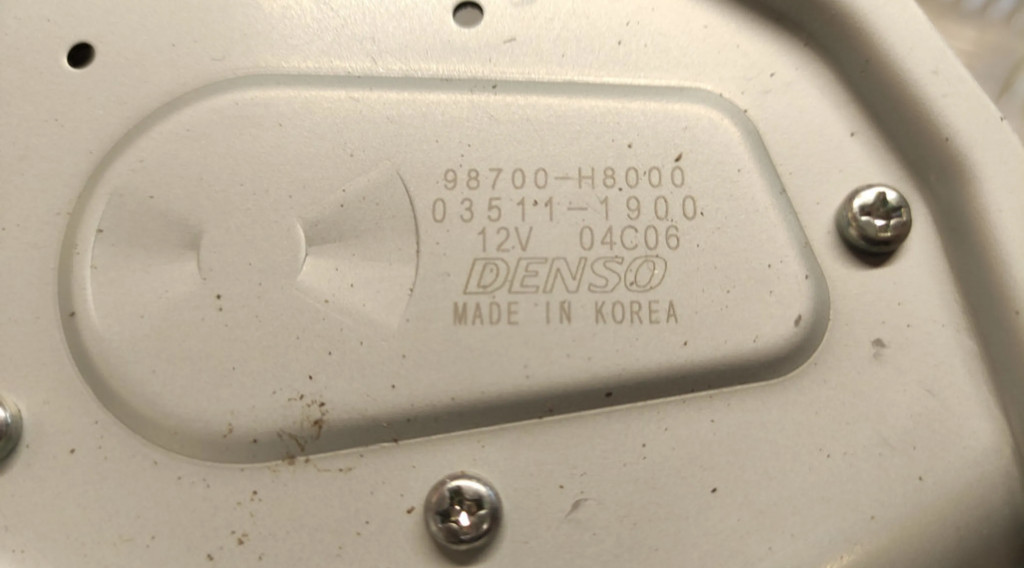 98700-H8000
03511-1900
12V 04C06
DENSO
MADE IN KOREA